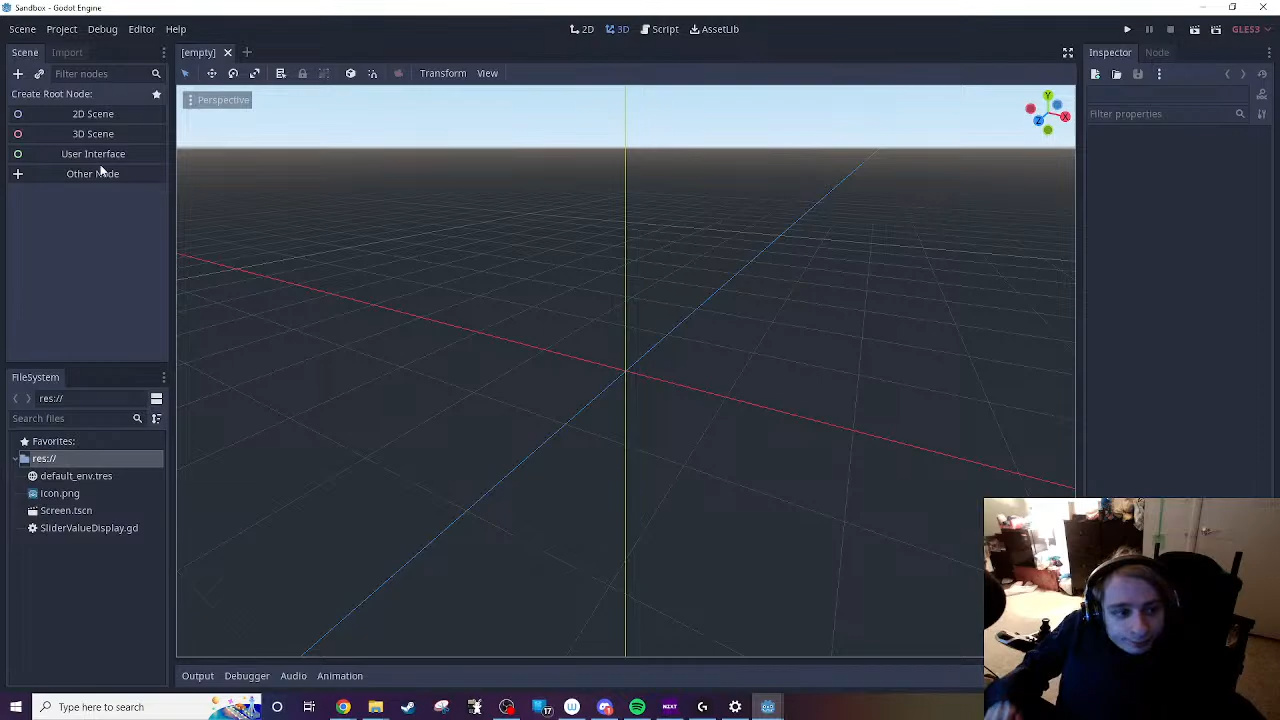 Sandbox - Godot Engine
Scene Project Debug Editor Help
2D 3D Script AssetLib
GLES3
Scene Import
[empty]
Inspector Node
Filter nodes
Transform View
Create Root Node:
Perspective
Y
X
Z
2D Scene
Filter properties
3D Scene
User Interface
Other Node
FileSystem
res://
Search files
Favorites:
res://
default_env.tres
icon.png
Screen.tscn
SliderValueDisplay.gd
Output Debugger Audio Animation
Type here to search
17
NZXT